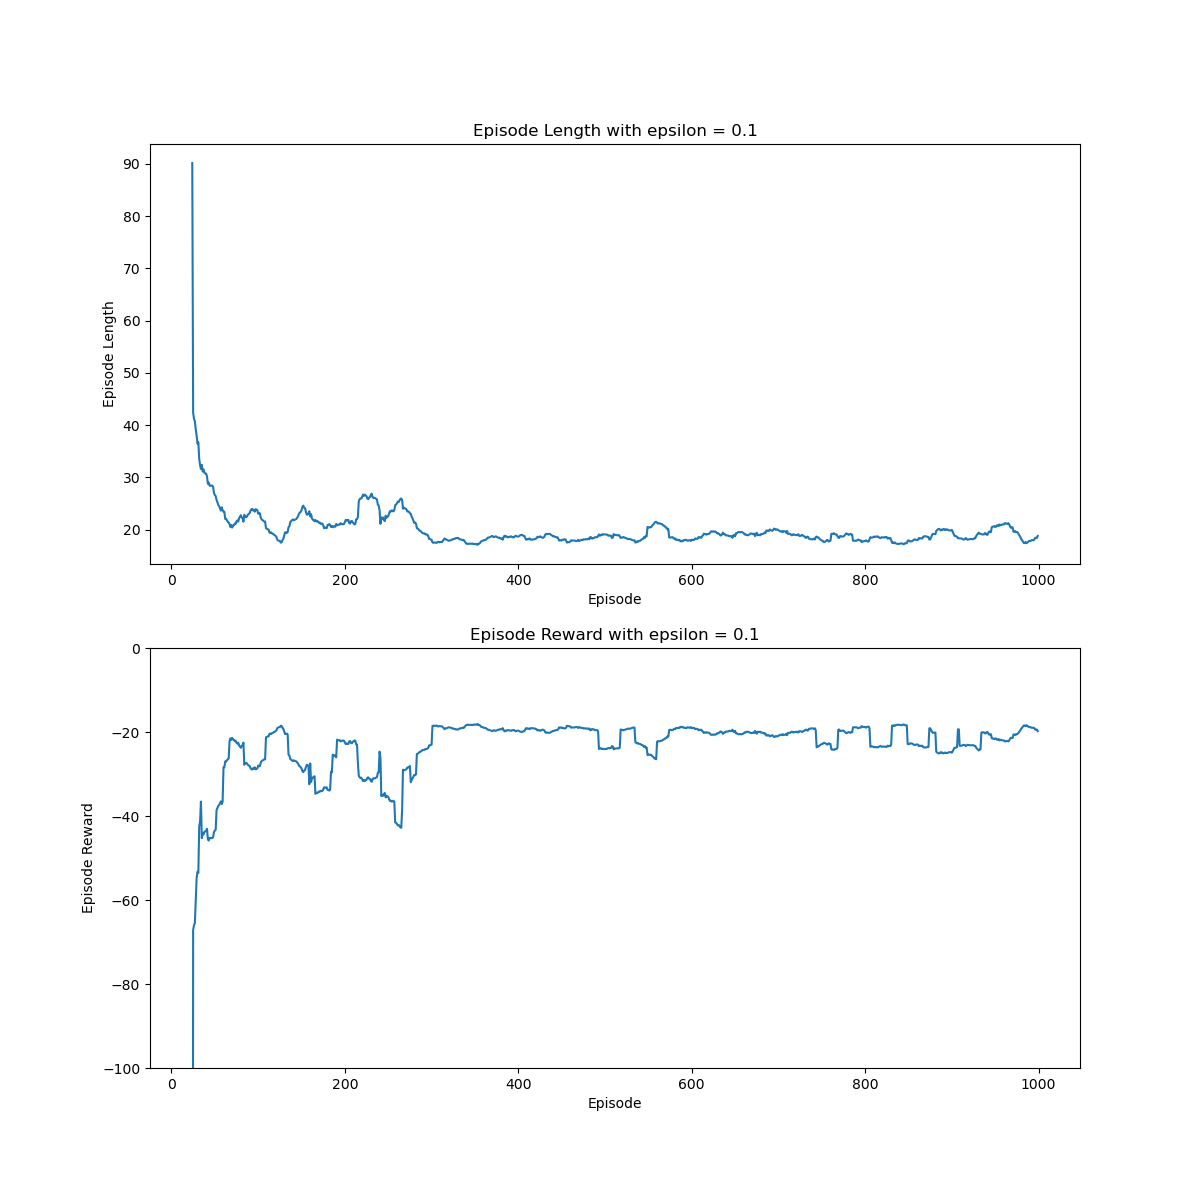 Episode Length with epsilon = 0.1
90
80
70
60
50
40
30
20
Episode Length
0 200 400 600 800 1000
Episode
Episode Reward with epsilon = 0.1
0
−20
−40
−60
−80
−100
Episode Reward
0 200 400 600 800 1000
Episode